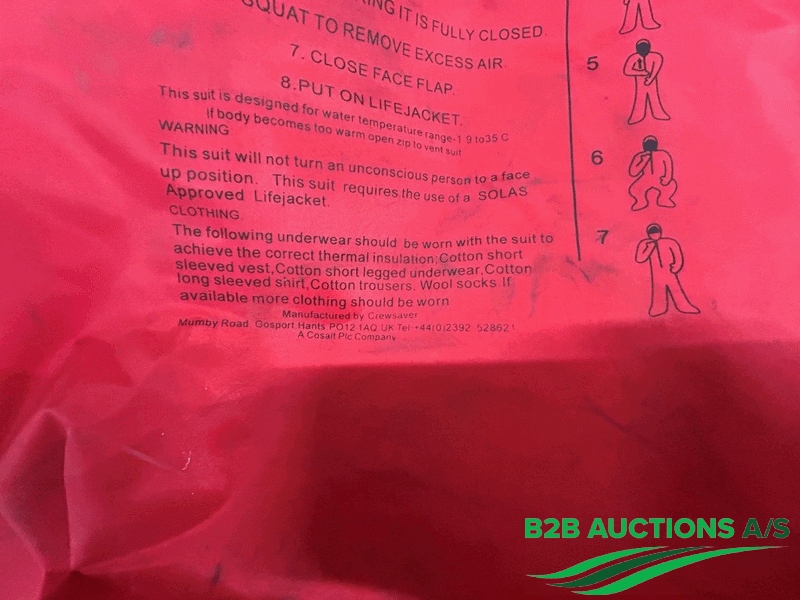 RING IT IS FULLY CLOSED.
SQUAT TO REMOVE EXCESS AIR
7. CLOSE FACE FLAP.
8.PUT ON LIFEJACKET.
This suit is designed for water temperature range-1 9 to35 C
If body becomes too warm open zip to vent suit
WARNING
This suit will not turn an unconscious person to a face
up position. This suit requires the use of a SOLAS
Approved Lifejacket.
CLOTHING.
The following underwear should be worn with the suit to
achieve the correct thermal insulation;Cotton short
sleeved vest,Cotton short legged underwear,Cotton
long sleeved shirt,Cotton trousers. Wool socks.If
available more clothing should be worn
Manufactured by Crewsaver
Mumby Road Gosport,Hants PO12 1AQ UK Tel +44(0)2392 528621
A Cosalt Plc Company
5
6
7
B2B AUCTIONS A/S